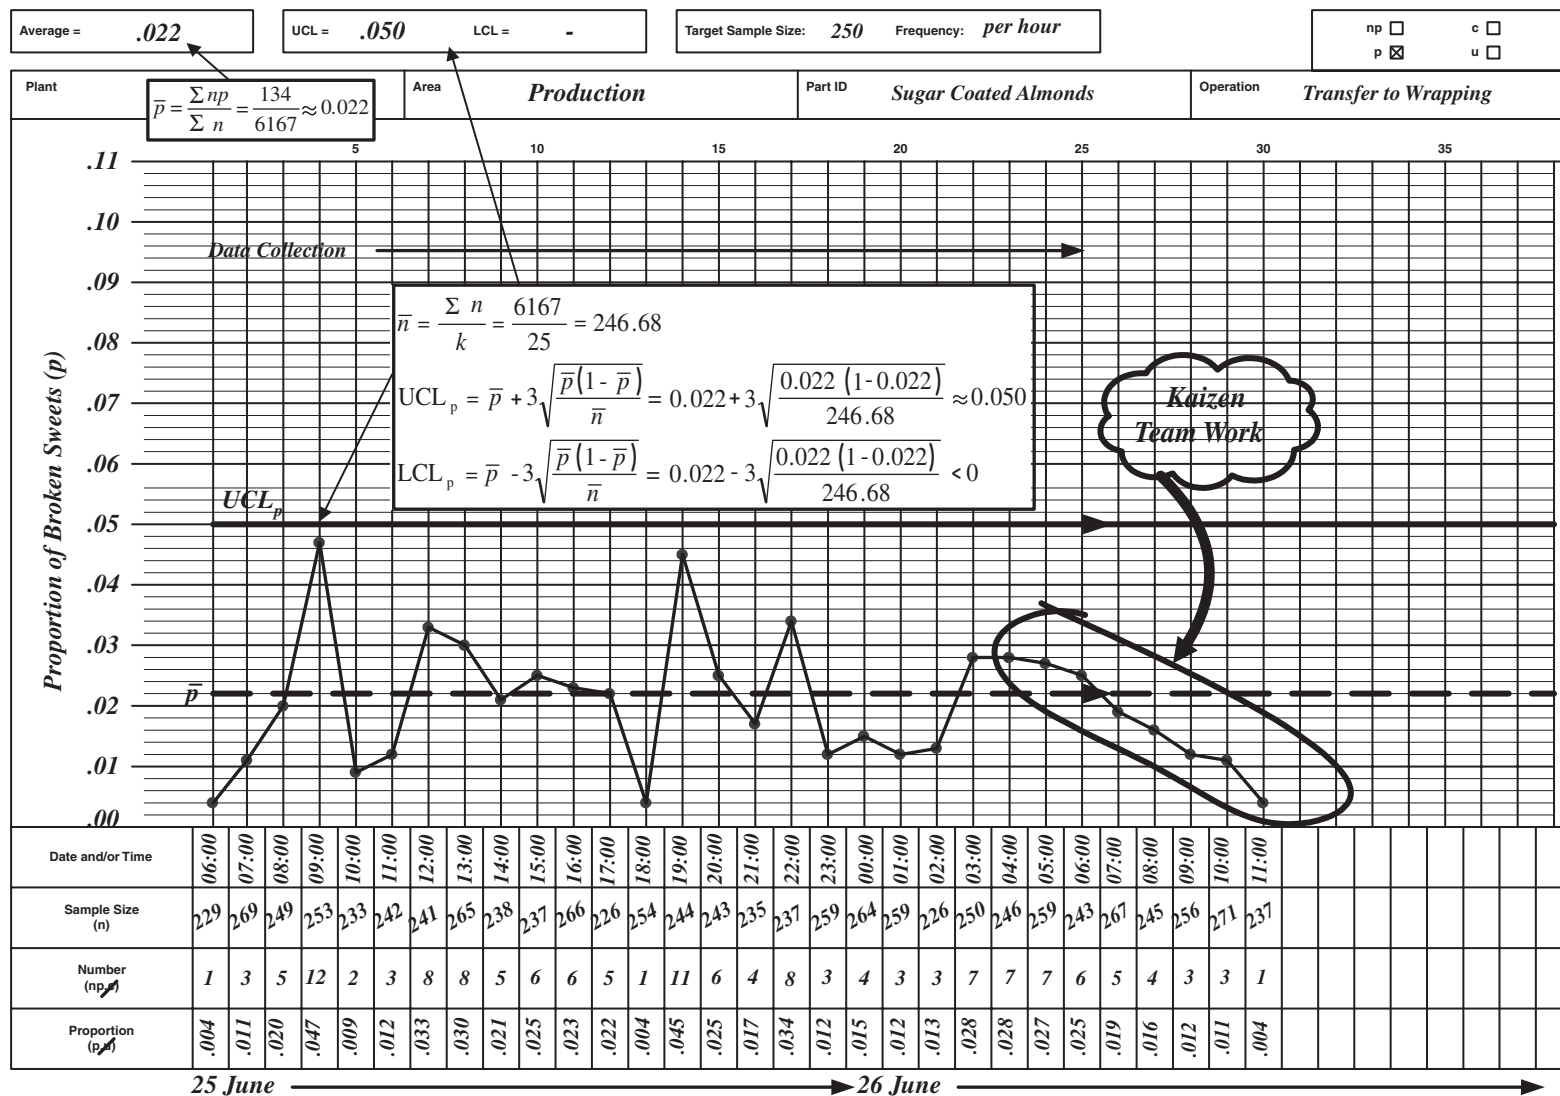 Average = .022 UCL = .050 LCL = - Target Sample Size: 250 Frequency: per hour np ☐ c ☐
p ☒ u ☐
Plant Area Production Part ID Sugar Coated Almonds Operation Transfer to Wrapping
p̅ = Σ np / Σ n = 134 / 6167 ≈ 0.022
5 10 15 20 25 30 35
.11
.10
Data Collection
.09
n̅ = Σ n / k = 6167 / 25 = 246.68
.08
UCL p = p̅ + 3√(p̅(1 - p̅) / n̅) = 0.022 + 3√(0.022 (1 - 0.022) / 246.68) ≈ 0.050
LCL p = p̅ - 3√(p̅(1 - p̅) / n̅) = 0.022 - 3√(0.022 (1 - 0.022) / 246.68) < 0
Kaizen
Team Work
.07
.06
UCLp
.05
.04
.03
p̅
.02
.01
.00
Proportion of Broken Sweets (p)
Date and/or Time 06:00 07:00 08:00 09:00 10:00 11:00 12:00 13:00 14:00 15:00 16:00 17:00 18:00 19:00 20:00 21:00 22:00 23:00 00:00 01:00 02:00 03:00 04:00 05:00 06:00 07:00 08:00 09:00 10:00 11:00
Sample Size
(n) 229 269 249 253 233 242 241 265 238 237 266 226 254 244 243 235 237 259 264 259 226 250 246 259 243 267 245 256 271 237
Number
(np,c) 1 3 5 12 2 3 8 8 5 6 6 5 1 11 6 4 8 3 4 3 3 7 7 7 6 5 4 3 3 1
Proportion
(p,u) .004 .011 .020 .047 .009 .012 .033 .030 .021 .025 .023 .022 .004 .045 .025 .017 .034 .012 .015 .012 .013 .028 .028 .027 .025 .019 .016 .012 .011 .004
25 June 26 June